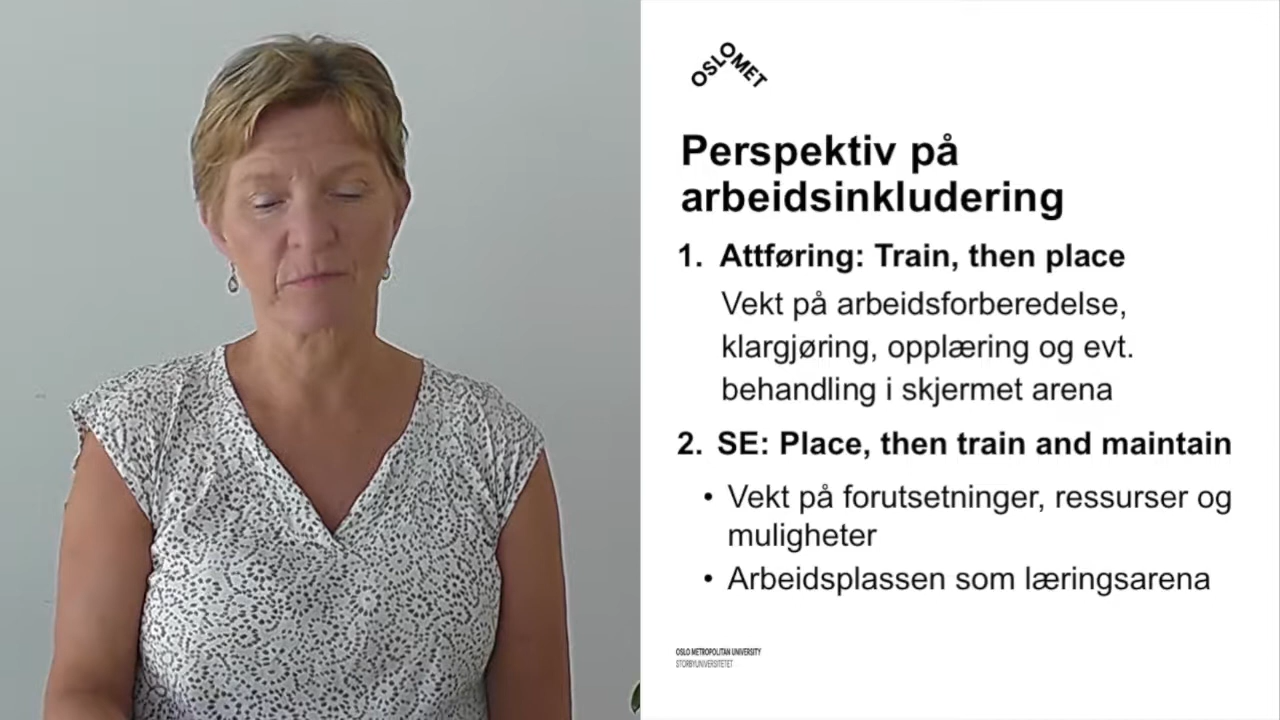 OSLOMET
Perspektiv på
arbeidsinkludering
1. Attføring: Train, then place
Vekt på arbeidsforberedelse,
klargjøring, opplæring og evt.
behandling i skjermet arena
2. SE: Place, then train and maintain
• Vekt på forutsetninger, ressurser og
muligheter
• Arbeidsplassen som læringsarena
OSLO METROPOLITAN UNIVERSITY
STORBYUNIVERSITETET